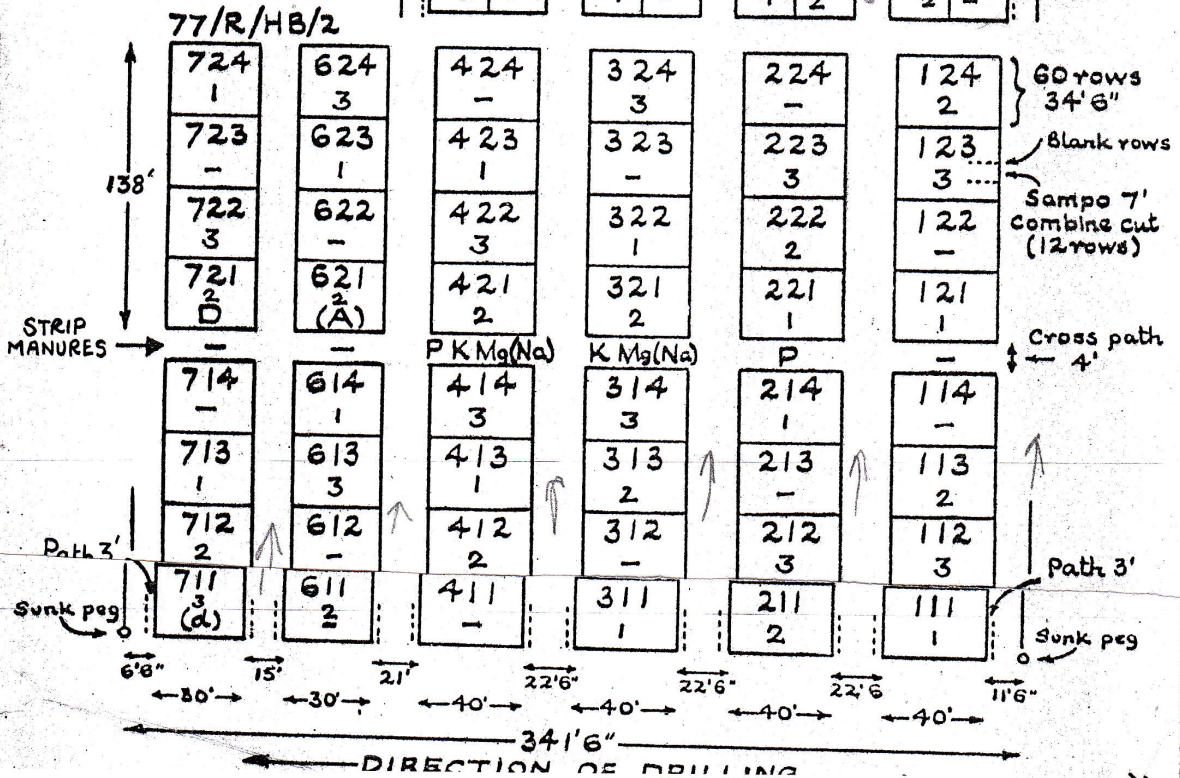 2 -
77/R/HB/2
724 624 424 324 224 124
1 3 - 3 - 2
60 rows
34'6"
723 623 423 323 223 123
- 1 1 - 3 3
Blank rows
138'
Sampo 7'
combine cut
(12 rows)
722 622 422 322 222 122
3 - 3 1 2 -
721 621 421 321 221 121
2 2 2 2 1 1
D (A)
STRIP
MANURES
- - P K Mg(Na) K Mg(Na) P -
Cross path
4'
714 614 414 314 214 114
- 1 3 3 1 -
713 613 413 313 213 113
1 3 1 2 - 2
712 612 412 312 212 112
2 - 2 - 3 3
Path 3'
Path 3'
711 611 411 311 211 111
3 2 - 1 2 1
(d)
Sunk peg
Sunk peg
6'6" 15' 21' 22'6" 22'6" 22'6 11'6"
30' 30' 40' 40' 40' 40'
341'6"
DIRECTION OF DRILLING